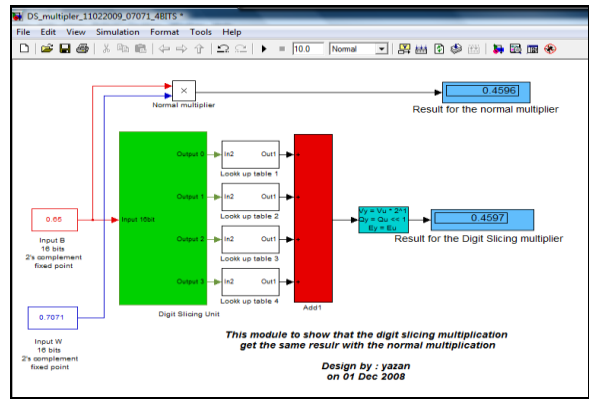 DS_multipler_11022009_07071_4BITS *
File Edit View Simulation Format Tools Help
10.0 Normal
×
Normal multiplier
0.4596
Result for the normal multiplier
Output 0
In2 Out1
Look up table 1
Output 1
In2 Out1
Look up table 2
0.65
Input 16bit
Input B
16 bits
2's complement
fixed point
Output 2
In2 Out1
Look up table 3
Output 3
In2 Out1
Look up table 4
Digit Slicing Unit
+
+
+
+
Add1
Vy = Vu * 2^1
Qy = Qu << 1
Ey = Eu
0.4597
Result for the Digit Slicing multiplier
0.7071
Input W
16 bits
2's complement
fixed point
This module to show that the digit slicing multiplication
get the same resulr with the normal multiplication
Design by : yazan
on 01 Dec 2008